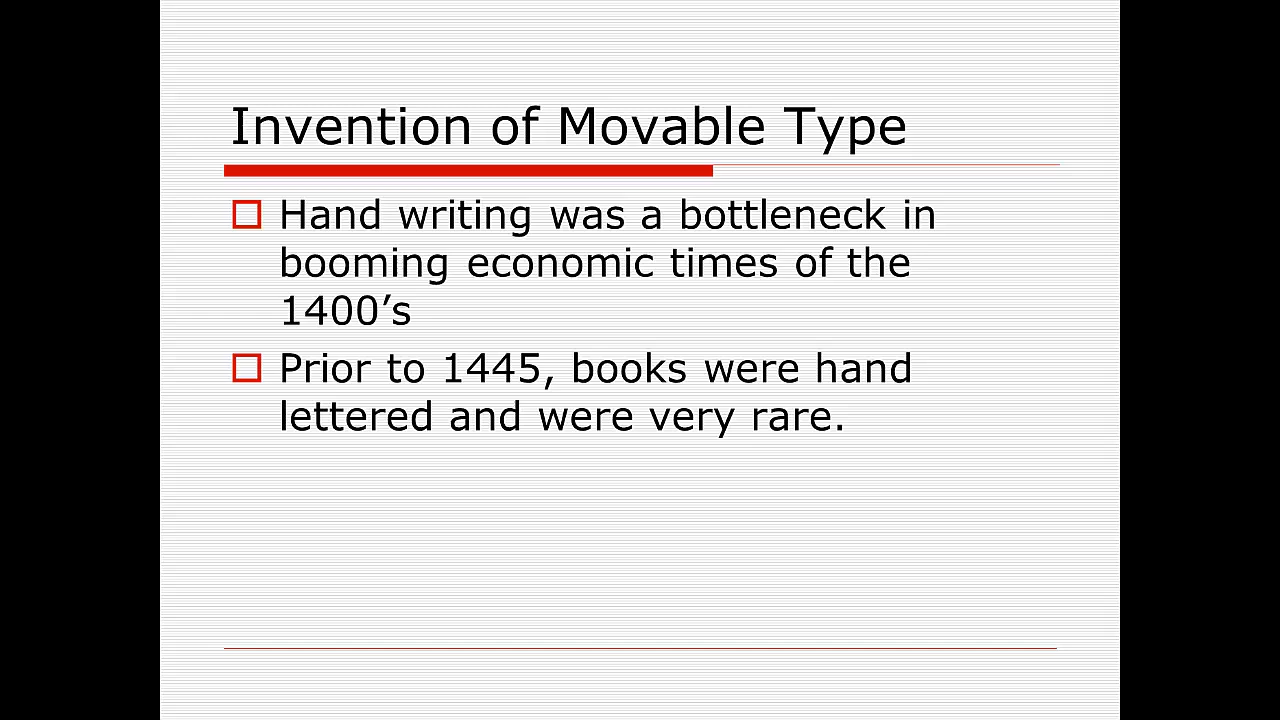 Invention of Movable Type
Hand writing was a bottleneck in
booming economic times of the
1400’s
Prior to 1445, books were hand
lettered and were very rare.